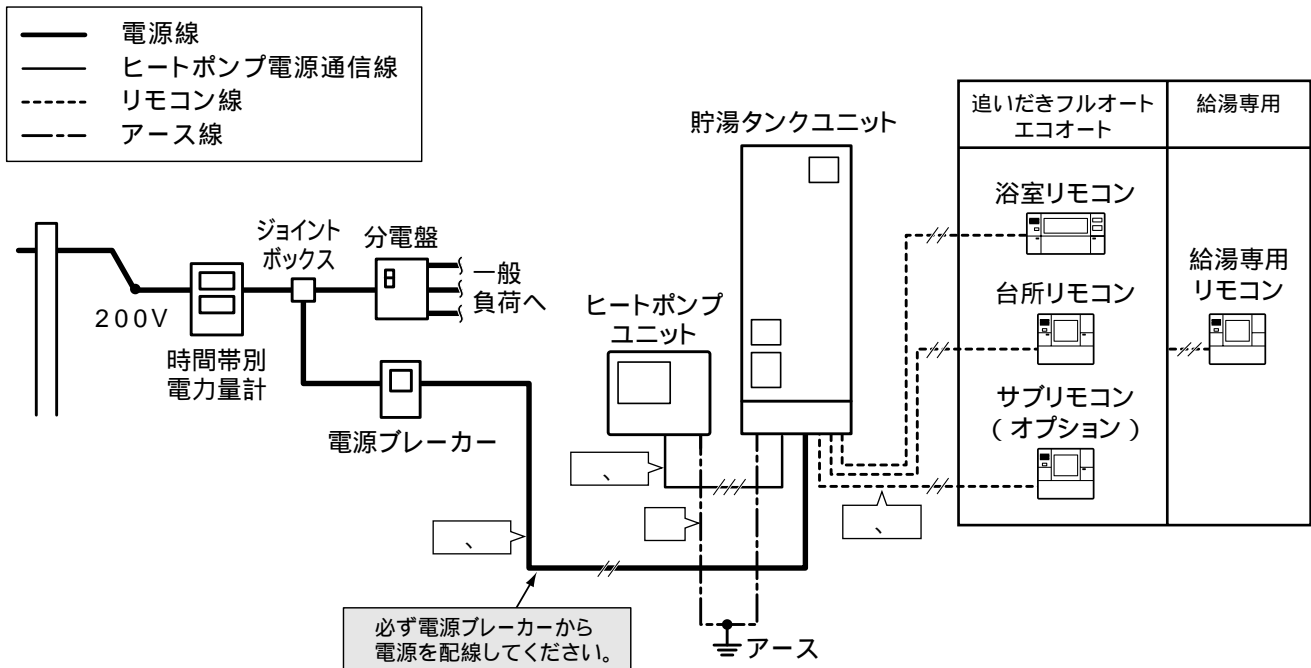 電源線
ヒートポンプ電源通信線
リモコン線
アース線
貯湯タンクユニット
追いだきフルオート
エコオート
給湯専用
浴室リモコン
ジョイント
ボックス
分電盤
一般
負荷へ
200V
時間帯別
電力量計
ヒートポンプ
ユニット
台所リモコン
給湯専用
リモコン
電源ブレーカー
サブリモコン
(オプション)
、
、
、
必ず電源ブレーカーから
電源を配線してください。
アース